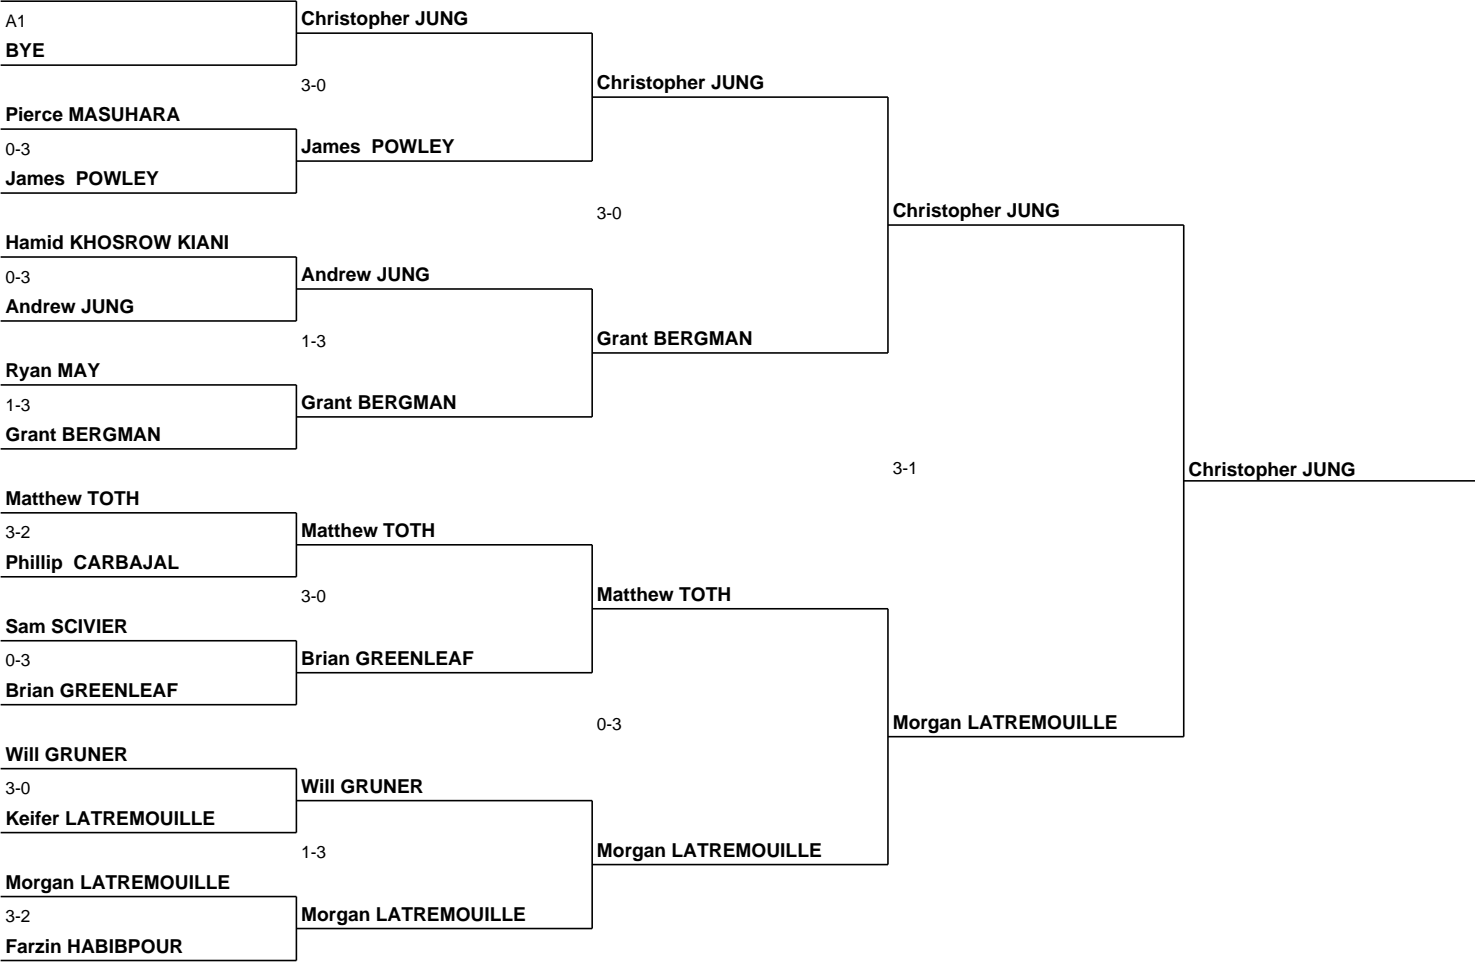 A1
BYE
Pierce MASUHARA
0-3
James  POWLEY
Hamid KHOSROW KIANI
0-3
Andrew JUNG
Ryan MAY
1-3
Grant BERGMAN
Matthew TOTH
3-2
Phillip  CARBAJAL
Sam SCIVIER
0-3
Brian GREENLEAF
Will GRUNER
3-0
Keifer LATREMOUILLE
Morgan LATREMOUILLE
3-2
Farzin HABIBPOUR
Christopher JUNG
3-0
James  POWLEY
Andrew JUNG
1-3
Grant BERGMAN
Matthew TOTH
3-0
Brian GREENLEAF
Will GRUNER
1-3
Morgan LATREMOUILLE
Christopher JUNG
3-0
Grant BERGMAN
Matthew TOTH
0-3
Morgan LATREMOUILLE
Christopher JUNG
3-1
Morgan LATREMOUILLE
Christopher JUNG